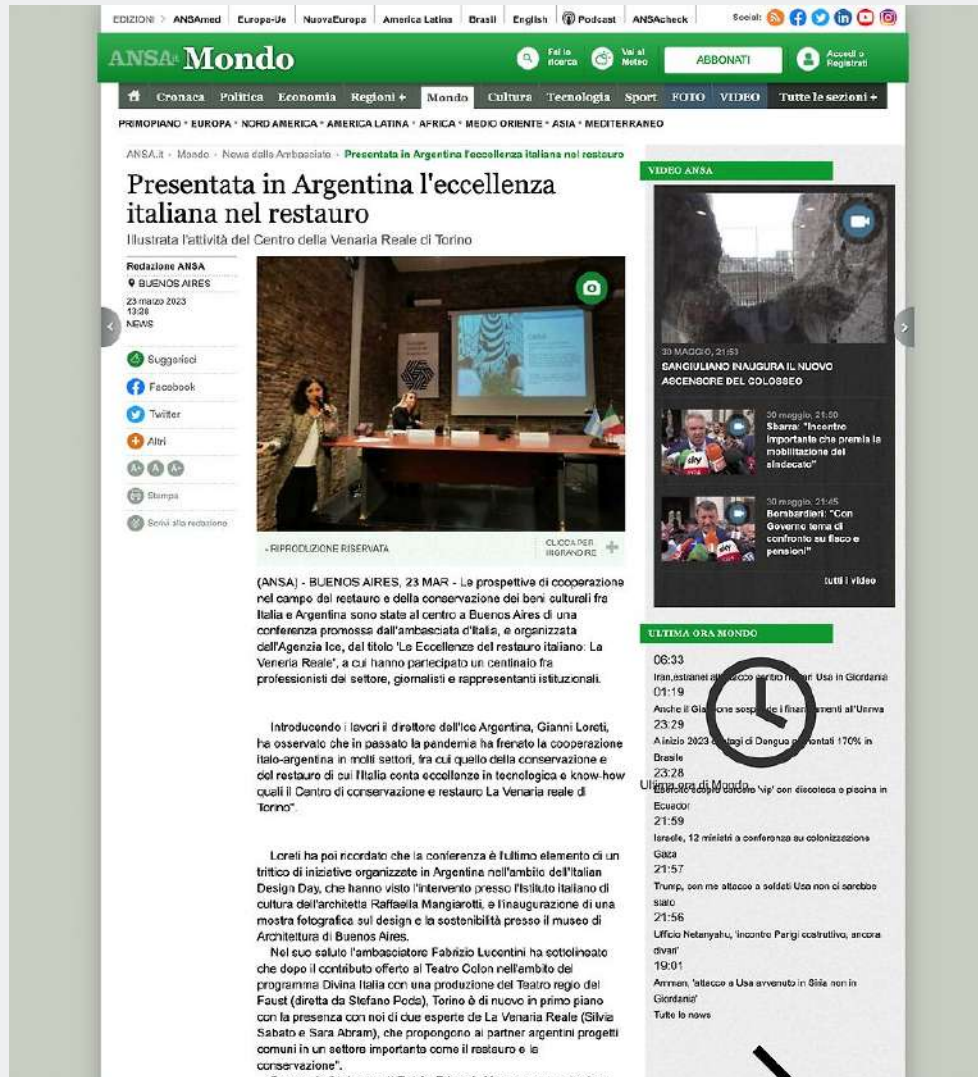 EDIZIONI > ANSAmed Europa-Ue NuovaEuropa America Latina Brasil English Podcast ANSAcheck Social:
ANSA.it Mondo
Fai la ricerca
Vai al Meteo
ABBONATI
Accedi o Registrati
Cronaca Politica Economia Regioni + Mondo Cultura Tecnologia Sport FOTO VIDEO Tutte le sezioni +
PRIMOPIANO • EUROPA • NORD AMERICA • AMERICA LATINA • AFRICA • MEDIO ORIENTE • ASIA • MEDITERRANEO
ANSA.it › Mondo › News dalle Ambasciate › Presentata in Argentina l'eccellenza italiana nel restauro
Presentata in Argentina l'eccellenza
italiana nel restauro
Illustrata l'attività del Centro della Venaria Reale di Torino
Redazione ANSA
BUENOS AIRES
23 marzo 2023
13:28
NEWS
Suggerisci
Facebook
Twitter
Altri
A+ A A-
Stampa
Scrivi alla redazione
- RIPRODUZIONE RISERVATA
CLICCA PER
INGRANDIRE +
(ANSA) - BUENOS AIRES, 23 MAR - Le prospettive di cooperazione
nel campo del restauro e della conservazione dei beni culturali fra
Italia e Argentina sono state al centro a Buenos Aires di una
conferenza promossa dall'ambasciata d'Italia, e organizzata
dell'Agenzia Ice, dal titolo 'Le Eccellenze del restauro italiano: La
Veneria Reale', a cui hanno partecipato un centinaio fra
professionisti del settore, giornalisti e rappresentanti istituzionali.
Introducendo i lavori il direttore dell'Ice Argentina, Gianni Loreti,
ha osservato che in passato la pandemia ha frenato la cooperazione
italo-argentina in molti settori, fra cui quello della conservazione e
del restauro di cui l'Italia conta eccellenze in tecnologica e know-how
quali il Centro di conservazione e restauro La Venaria reale di
Torino".
Loreti ha poi ricordato che la conferenza è l'ultimo elemento di un
trittico di iniziative organizzate in Argentina nell'ambito dell'Italian
Design Day, che hanno visto l'intervento presso l'Istituto italiano di
cultura dell'architetta Raffaella Mangiarotti, e l'inaugurazione di una
mostra fotografica sul design e la sostenibilità presso il museo di
Architettura di Buenos Aires.
Nel suo saluto l'ambasciatore Fabrizio Lucentini ha sottolineato
che dopo il contributo offerto al Teatro Colon nell'ambito del
programma Divina Italia con una produzione del Teatro regio del
Faust (diretta da Stefano Poda), Torino è di nuovo in primo piano
con la presenza con noi di due esperte de La Venaria Reale (Silvia
Sabato e Sara Abram), che propongono ai partner argentini progetti
comuni in un settore importante come il restauro e la
conservazione".
VIDEO ANSA
30 MAGGIO, 21:53
SANGIULIANO INAUGURA IL NUOVO
ASCENSORE DEL COLOSSEO
30 maggio, 21:50
Sbarra: "Incontro
importante che premia la
mobilitazione del
sindacato"
30 maggio, 21:45
Bombardieri: "Con
Governo tema di
confronto su fisco e
pensioni"
tutti i video
ULTIMA ORA MONDO
06:33
Iran, estranei Usa in Giordania
01:19
Anche il i all'Unrwa
23:29
A inizio 2023 di Dengue 170% in
Brasile
23:28
Ultima ora di Mondo
'vip' con discoteca e piscina in
Ecuador
21:59
Israele, 12 ministri a conferenza su colonizzazione
Gaza
21:57
Trump, con me attacco a soldati Usa non ci sarebbe
stato
21:56
Ufficio Netanyahu, 'incontro Parigi costruttivo, ancora
divari'
19:01
Amman, 'attacco a Usa avvenuto in Siria non in
Giordania'
Tutte le news